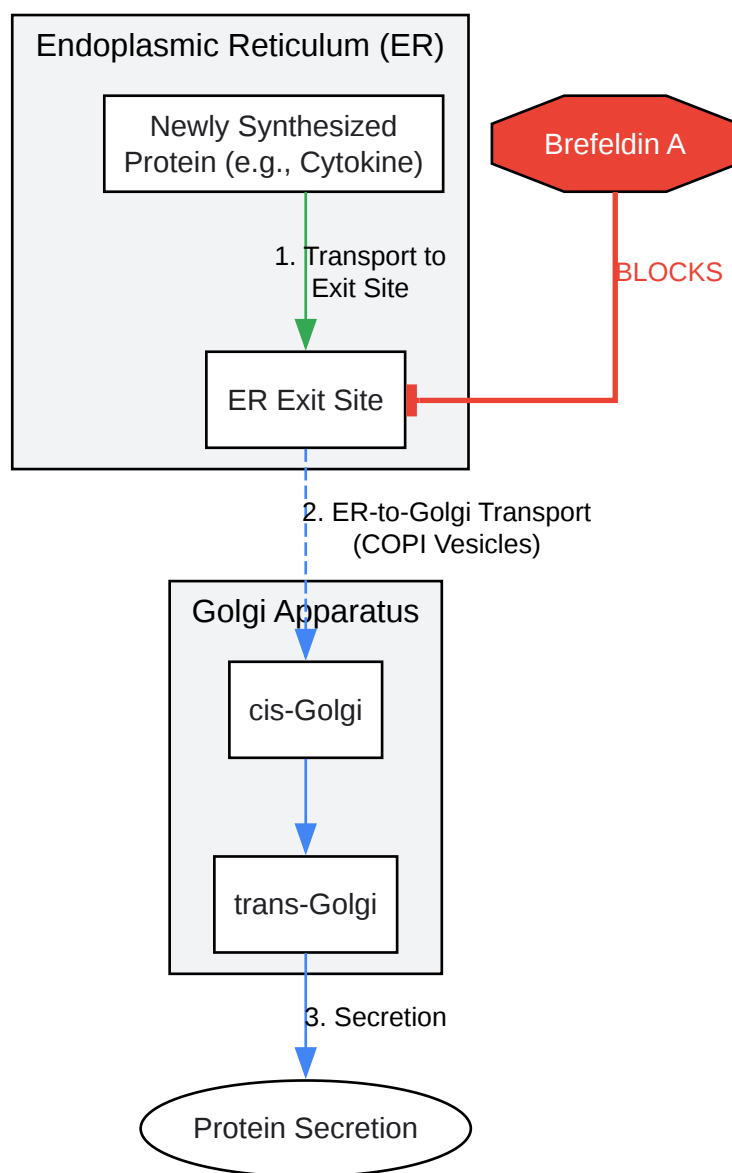 Endoplasmic Reticulum (ER)
Newly Synthesized
Protein (e.g., Cytokine)
Brefeldin A
1. Transport to
Exit Site
BLOCKS
ER Exit Site
2. ER-to-Golgi Transport
(COPI Vesicles)
Golgi Apparatus
cis-Golgi
trans-Golgi
3. Secretion
Protein Secretion